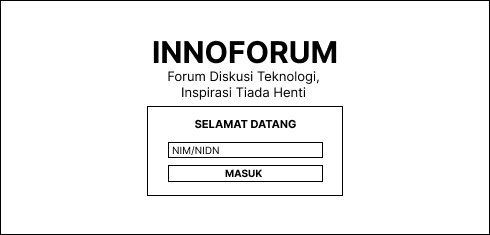 INNOFORUM
Forum Diskusi Teknologi,
Inspirasi Tiada Henti
SELAMAT DATANG
NIM/NIDN
MASUK